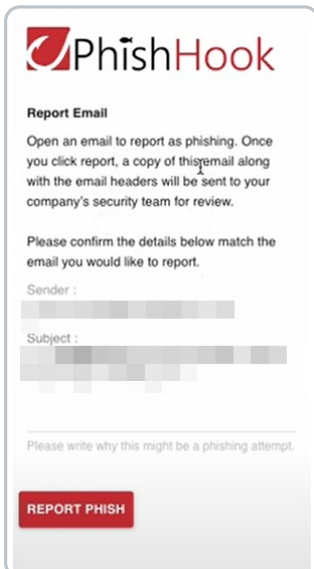 PhishHook
Report Email
Open an email to report as phishing. Once
you click report, a copy of this email along
with the email headers will be sent to your
company's security team for review.
Please confirm the details below match the
email you would like to report.
Sender :
Subject :
Please write why this might be a phishing attempt.
REPORT PHISH